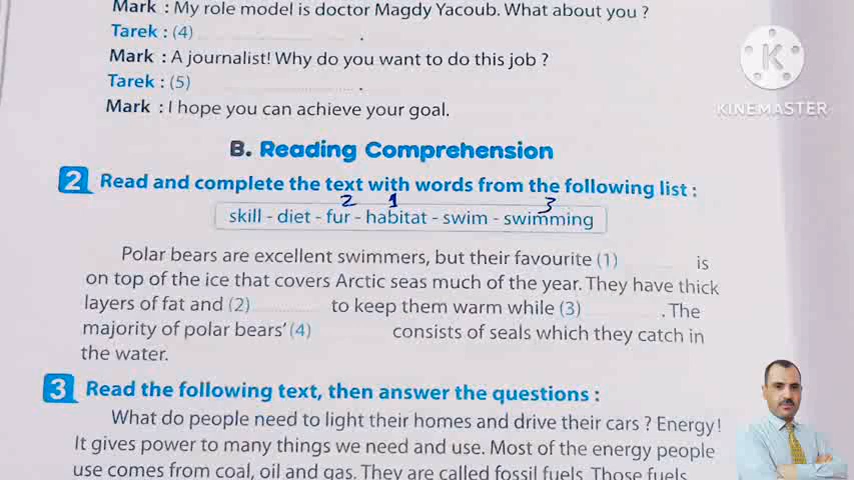 Mark : My role model is doctor Magdy Yacoub. What about you ?
Tarek : (4) .
Mark : A journalist! Why do you want to do this job ?
Tarek : (5) .
Mark : I hope you can achieve your goal.
B. Reading Comprehension
2 Read and complete the text with words from the following list :
2 1 3
skill - diet - fur - habitat - swim - swimming
Polar bears are excellent swimmers, but their favourite (1) is
on top of the ice that covers Arctic seas much of the year. They have thick
layers of fat and (2) to keep them warm while (3) . The
majority of polar bears' (4) consists of seals which they catch in
the water.
3 Read the following text, then answer the questions :
What do people need to light their homes and drive their cars ? Energy!
It gives power to many things we need and use. Most of the energy people
use comes from coal, oil and gas. They are called fossil fuels. Those fuels
K
KINEMASTER